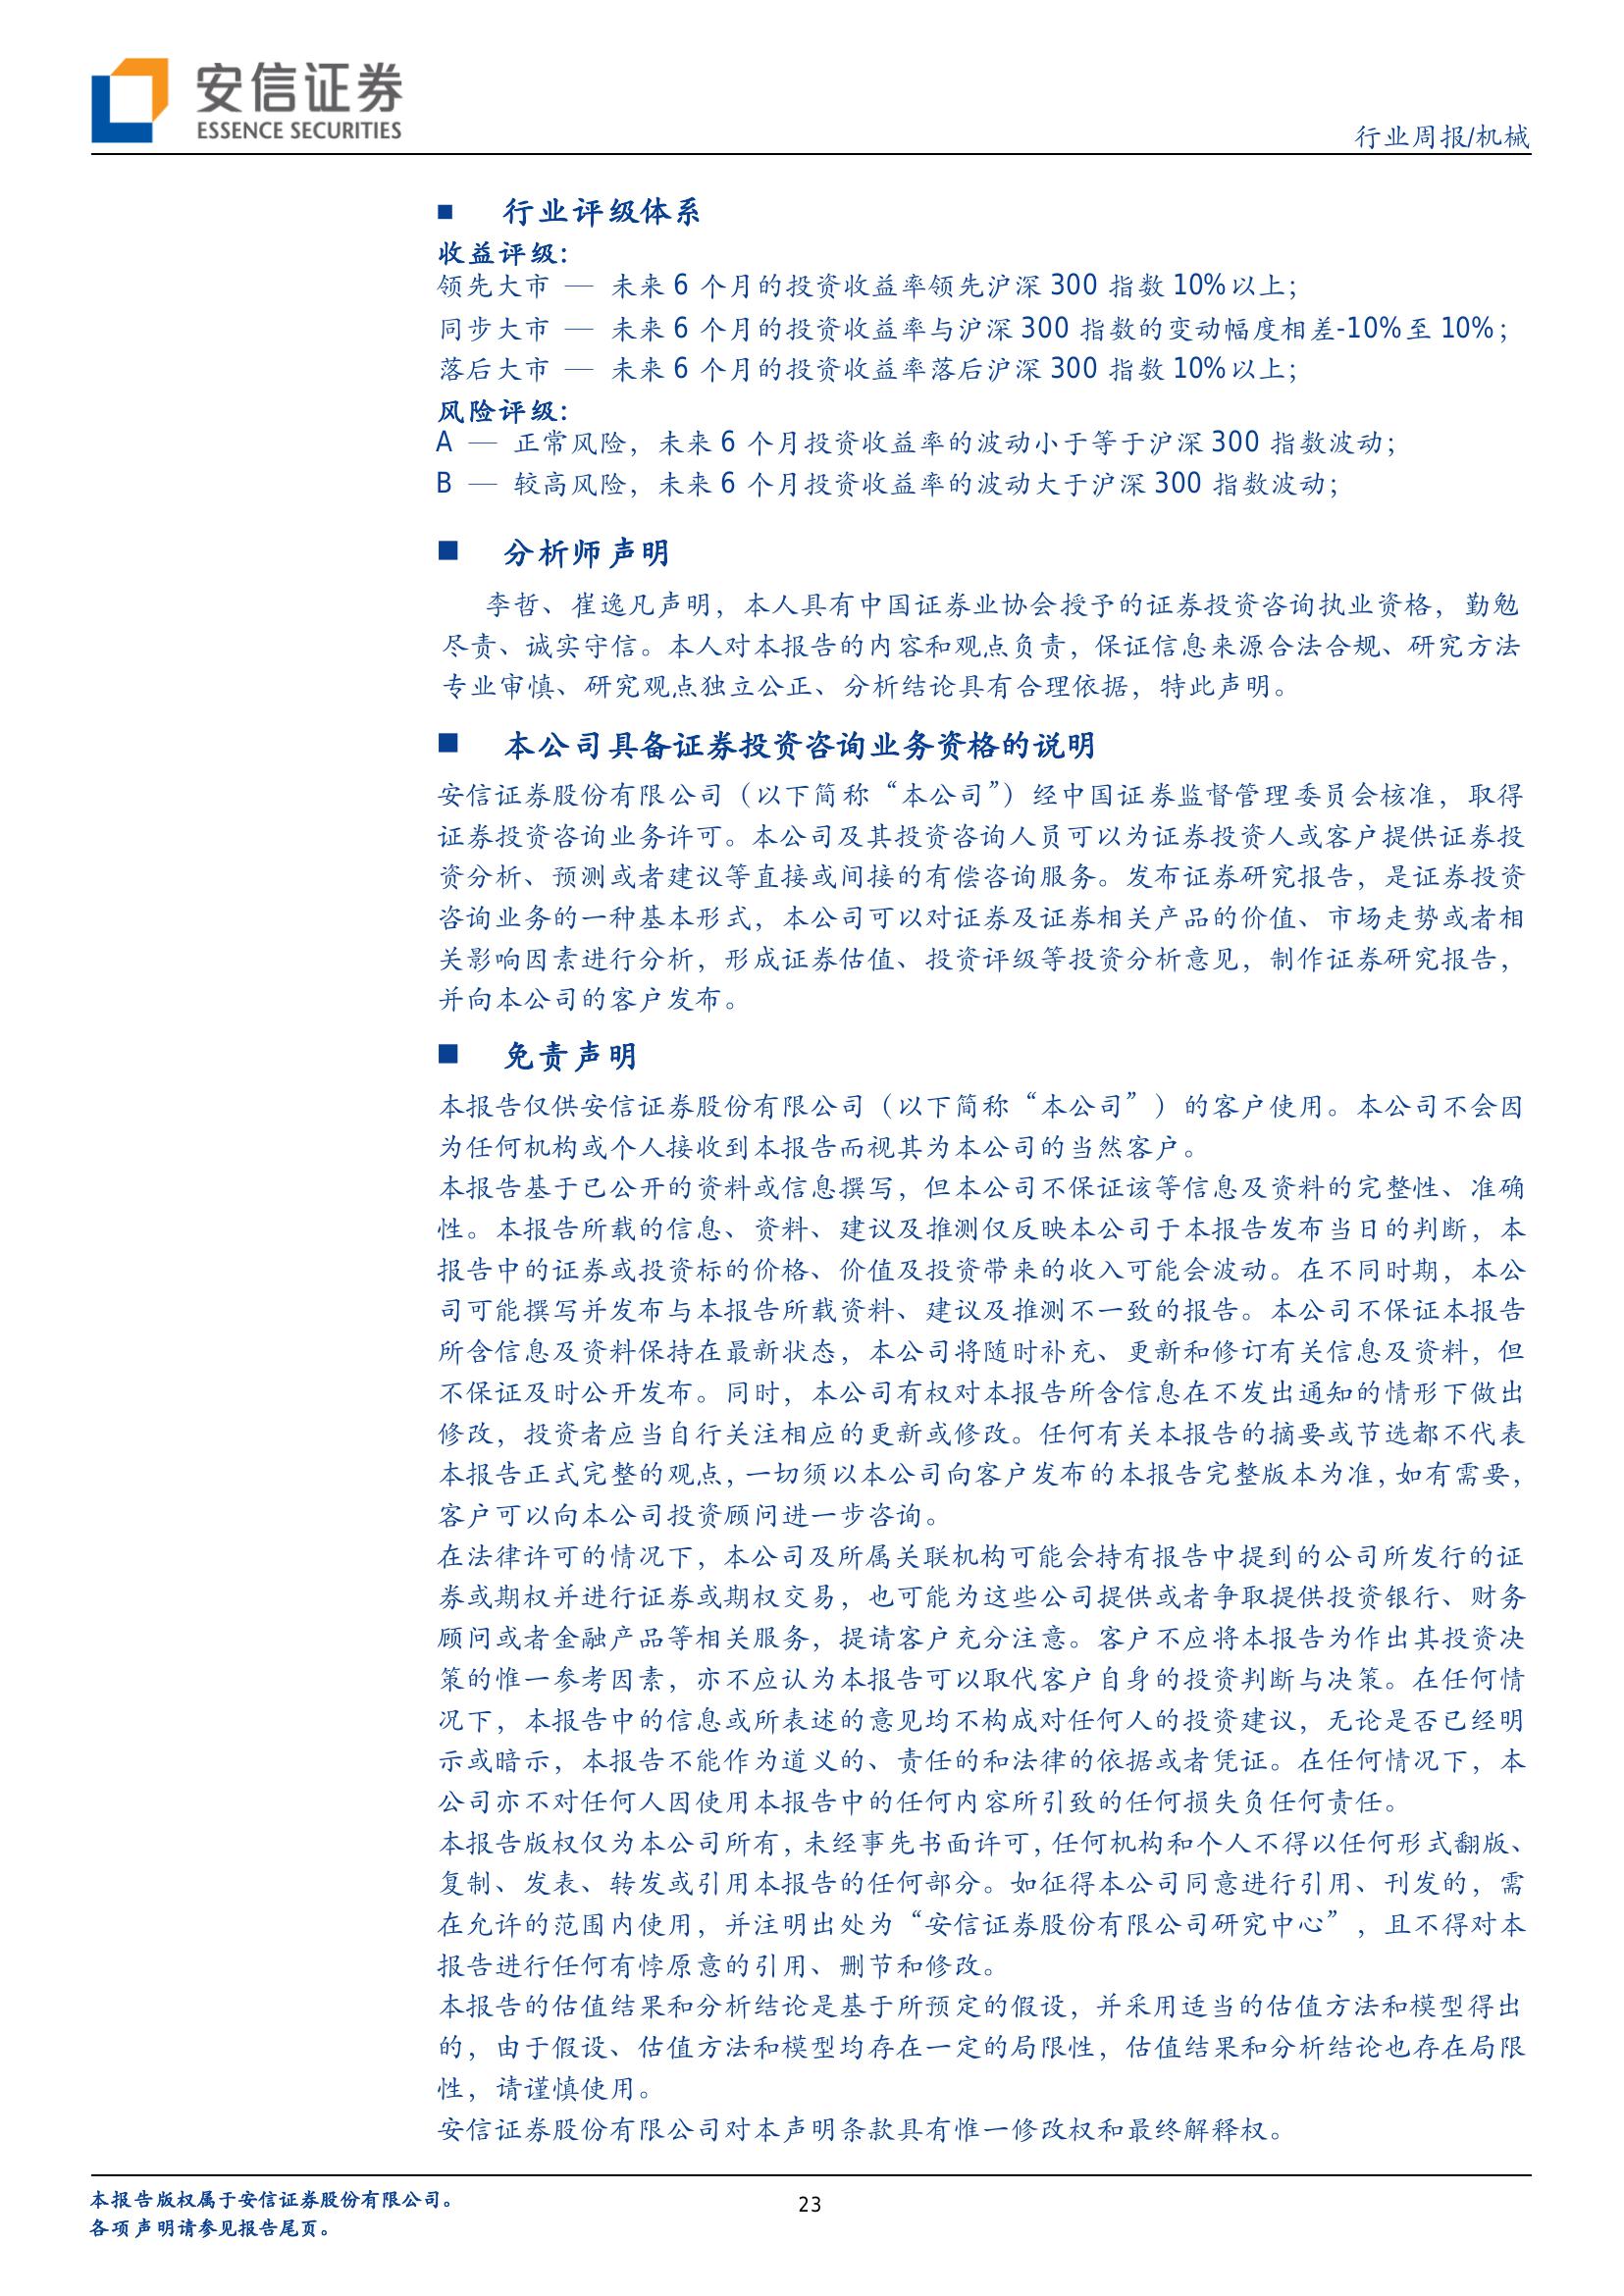 安信证券
ESSENCE SECURITIES
行业周报/机械
■ 行业评级体系
收益评级：
领先大市 — 未来 6 个月的投资收益率领先沪深 300 指数 10%以上；
同步大市 — 未来 6 个月的投资收益率与沪深 300 指数的变动幅度相差-10%至 10%；
落后大市 — 未来 6 个月的投资收益率落后沪深 300 指数 10%以上；
风险评级：
A — 正常风险，未来 6 个月投资收益率的波动小于等于沪深 300 指数波动；
B — 较高风险，未来 6 个月投资收益率的波动大于沪深 300 指数波动；
■ 分析师声明
李哲、崔逸凡声明，本人具有中国证券业协会授予的证券投资咨询执业资格，勤勉
尽责、诚实守信。本人对本报告的内容和观点负责，保证信息来源合法合规、研究方法
专业审慎、研究观点独立公正、分析结论具有合理依据，特此声明。
■ 本公司具备证券投资咨询业务资格的说明
安信证券股份有限公司（以下简称“本公司”）经中国证券监督管理委员会核准，取得
证券投资咨询业务许可。本公司及其投资咨询人员可以为证券投资人或客户提供证券投
资分析、预测或者建议等直接或间接的有偿咨询服务。发布证券研究报告，是证券投资
咨询业务的一种基本形式，本公司可以对证券及证券相关产品的价值、市场走势或者相
关影响因素进行分析，形成证券估值、投资评级等投资分析意见，制作证券研究报告，
并向本公司的客户发布。
■ 免责声明
本报告仅供安信证券股份有限公司（以下简称“本公司”）的客户使用。本公司不会因
为任何机构或个人接收到本报告而视其为本公司的当然客户。
本报告基于已公开的资料或信息撰写，但本公司不保证该等信息及资料的完整性、准确
性。本报告所载的信息、资料、建议及推测仅反映本公司于本报告发布当日的判断，本
报告中的证券或投资标的价格、价值及投资带来的收入可能会波动。在不同时期，本公
司可能撰写并发布与本报告所载资料、建议及推测不一致的报告。本公司不保证本报告
所含信息及资料保持在最新状态，本公司将随时补充、更新和修订有关信息及资料，但
不保证及时公开发布。同时，本公司有权对本报告所含信息在不发出通知的情形下做出
修改，投资者应当自行关注相应的更新或修改。任何有关本报告的摘要或节选都不代表
本报告正式完整的观点，一切须以本公司向客户发布的本报告完整版本为准，如有需要，
客户可以向本公司投资顾问进一步咨询。
在法律许可的情况下，本公司及所属关联机构可能会持有报告中提到的公司所发行的证
券或期权并进行证券或期权交易，也可能为这些公司提供或者争取提供投资银行、财务
顾问或者金融产品等相关服务，提请客户充分注意。客户不应将本报告为作出其投资决
策的惟一参考因素，亦不应认为本报告可以取代客户自身的投资判断与决策。在任何情
况下，本报告中的信息或所表述的意见均不构成对任何人的投资建议，无论是否已经明
示或暗示，本报告不能作为道义的、责任的和法律的依据或者凭证。在任何情况下，本
公司亦不对任何人因使用本报告中的任何内容所引致的任何损失负任何责任。
本报告版权仅为本公司所有，未经事先书面许可，任何机构和个人不得以任何形式翻版、
复制、发表、转发或引用本报告的任何部分。如征得本公司同意进行引用、刊发的，需
在允许的范围内使用，并注明出处为“安信证券股份有限公司研究中心”，且不得对本
报告进行任何有悖原意的引用、删节和修改。
本报告的估值结果和分析结论是基于所预定的假设，并采用适当的估值方法和模型得出
的，由于假设、估值方法和模型均存在一定的局限性，估值结果和分析结论也存在局限
性，请谨慎使用。
安信证券股份有限公司对本声明条款具有惟一修改权和最终解释权。
本报告版权属于安信证券股份有限公司。
各项声明请参见报告尾页。
23